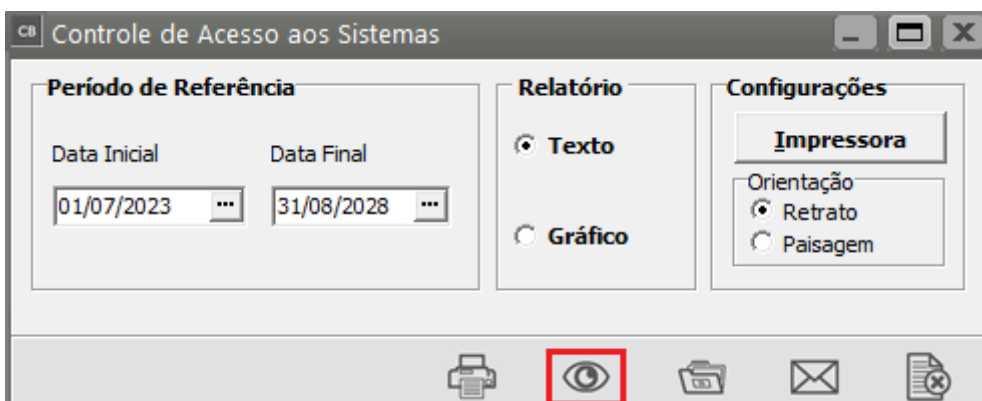 CB Controle de Acesso aos Sistemas
Período de Referência
Data Inicial Data Final
01/07/2023 ... 31/08/2028 ...
Relatório
Texto
Gráfico
Configurações
Impressora
Orientação
Retrato
Paisagem